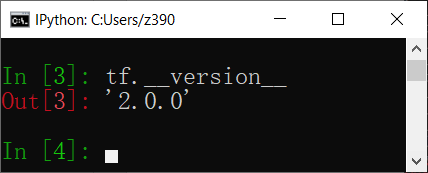 IPython: C:Users/z390
In [3]: tf.__version__
Out[3]: '2.0.0'
In [4]: